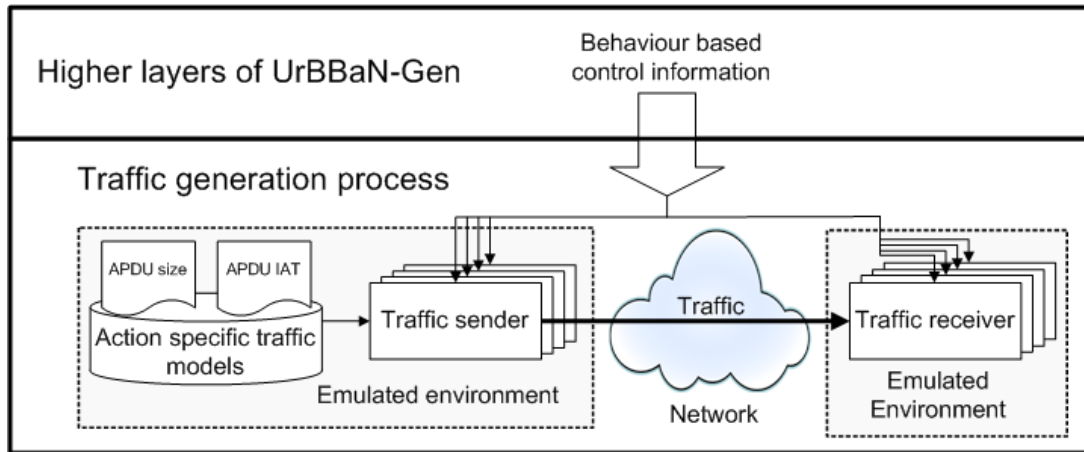 Higher layers of UrBBaN-Gen
Behaviour based
control information
Traffic generation process
APDU size
APDU IAT
Action specific traffic
models
Traffic sender
Emulated environment
Traffic
Network
Traffic receiver
Emulated
Environment